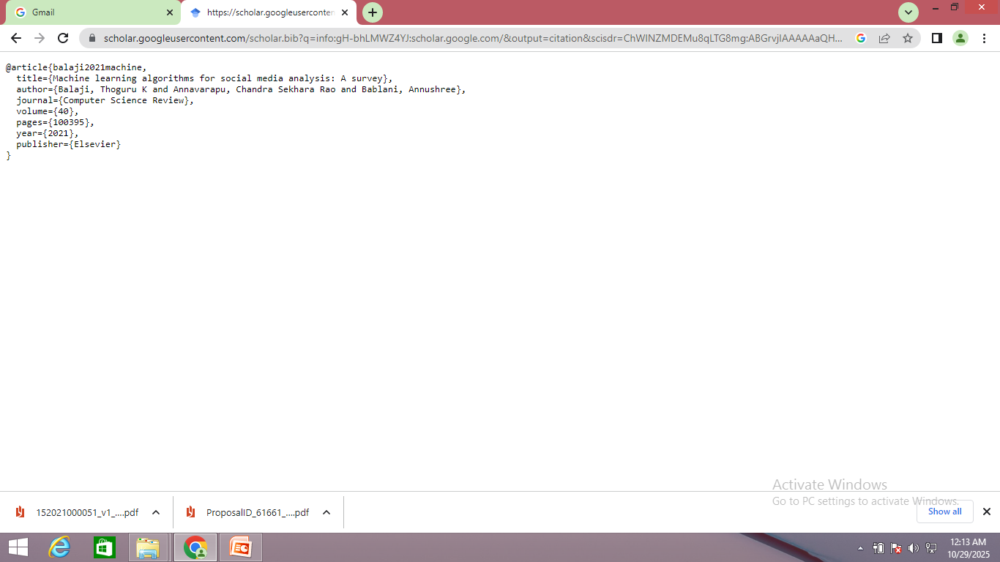 Gmail
https://scholar.googleusercontent
scholar.googleusercontent.com/scholar.bib?q=info:gH-bhLMWZ4YJ:scholar.google.com/&output=citation&scisdr=ChWINZMDEMu8qLTG8mg:ABGrvjIAAAAAaQH...
@article{balaji2021machine,
  title={Machine learning algorithms for social media analysis: A survey},
  author={Balaji, Thoguru K and Annavarapu, Chandra Sekhara Rao and Bablani, Annushree},
  journal={Computer Science Review},
  volume={40},
  pages={100395},
  year={2021},
  publisher={Elsevier}
}
Activate Windows
Go to PC settings to activate Windows.
152021000051_v1_....pdf
ProposalID_61661_....pdf
Show all
12:13 AM
10/29/2025